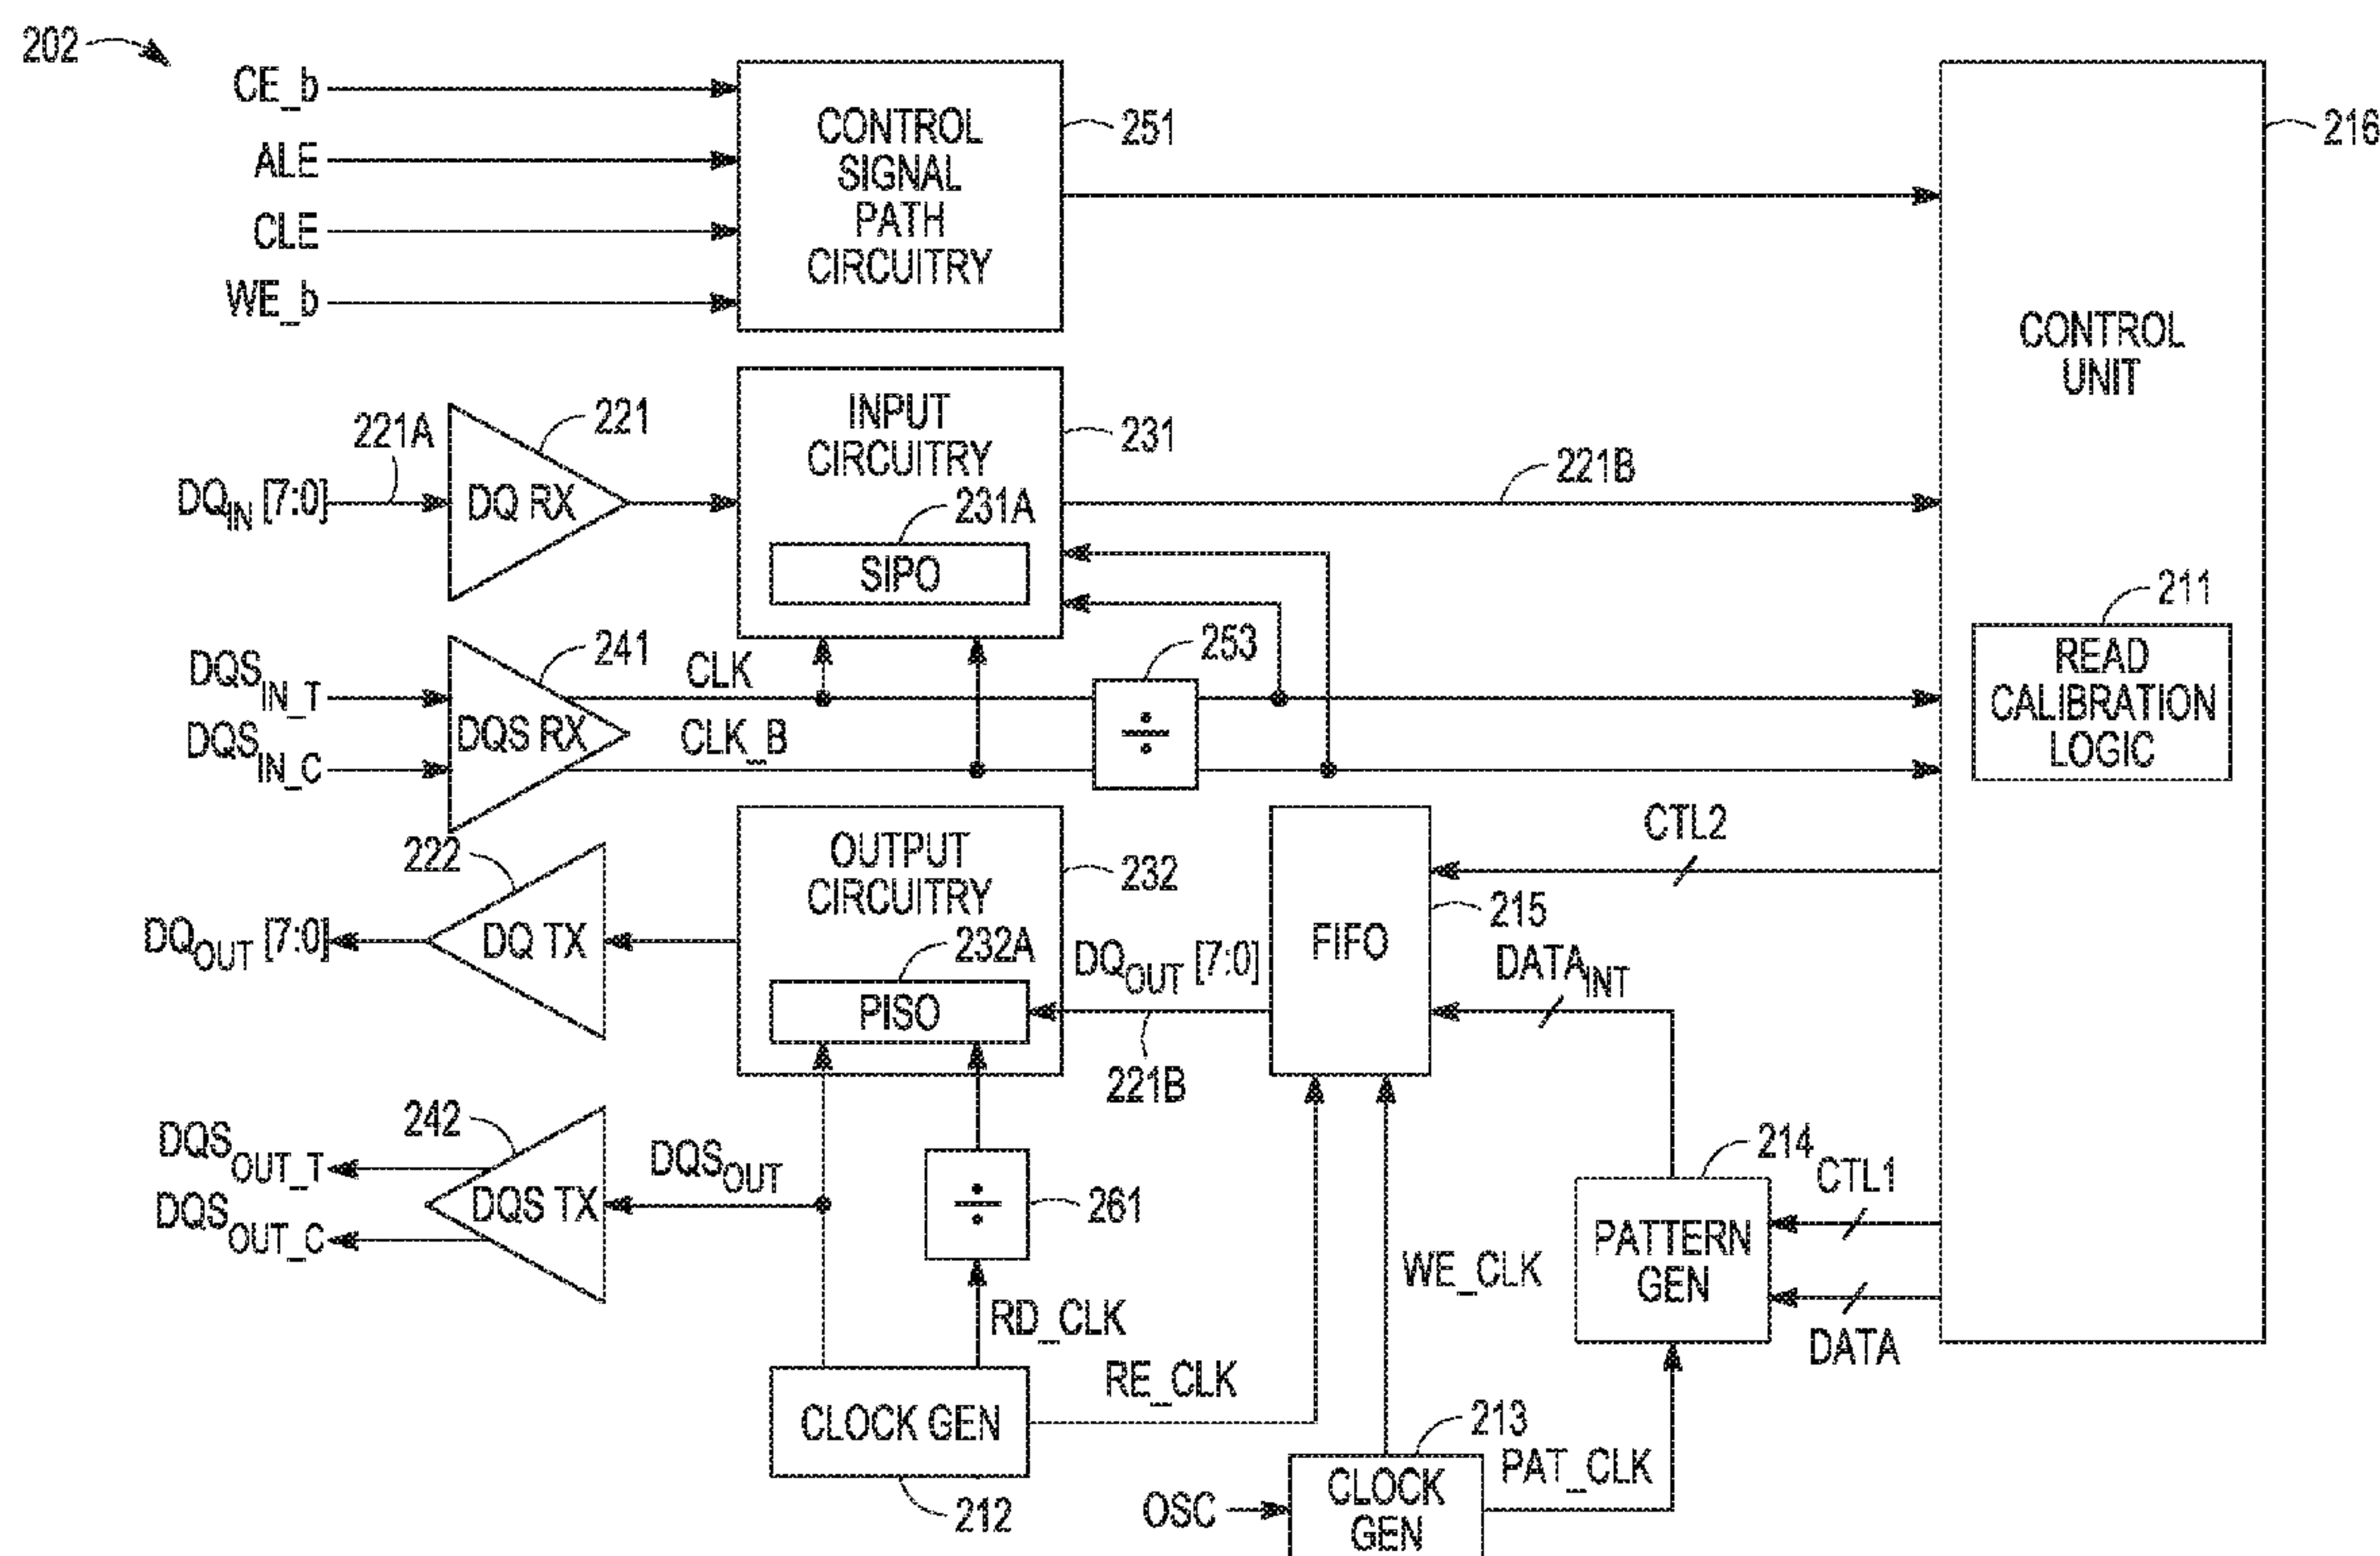 202
CE_b
ALE
CLE
WE_b
CONTROL
SIGNAL
PATH
CIRCUITRY
251
216
CONTROL
UNIT
221A
221
DQIN [7:0]
DQ RX
INPUT
CIRCUITRY
231
231A
SIPO
221B
211
READ
CALIBRATION
LOGIC
DQSIN_T
DQSIN_C
241
DQS RX
CLK
CLK_B
253
÷
222
DQOUT [7:0]
DQ TX
OUTPUT
CIRCUITRY
232
232A
PISO
DQOUT [7:0]
221B
FIFO
215
CTL2
DATAINT
242
DQSOUT_T
DQSOUT_C
DQS TX
DQSOUT
÷
261
RD_CLK
RE_CLK
WE_CLK
214
PATTERN
GEN
CTL1
DATA
CLOCK GEN
212
213
OSC
CLOCK
GEN
PAT_CLK